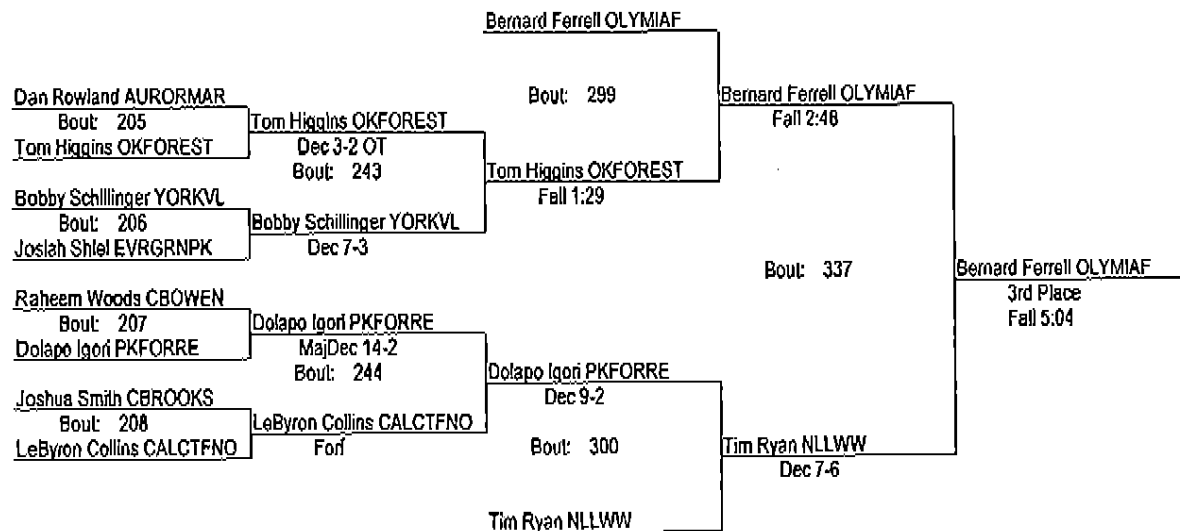 Bernard Ferrell OLYMIAF
Dan Rowland AURORMAR
Bout: 205
Tom Higgins OKFOREST
Tom Higgins OKFOREST
Dec 3-2 OT
Bout: 243
Bout: 299
Bernard Ferrell OLYMIAF
Fall 2:48
Tom Higgins OKFOREST
Fall 1:29
Bobby Schillinger YORKVL
Bout: 206
Josiah Shiel EVRGRNPK
Bobby Schillinger YORKVL
Dec 7-3
Bout: 337
Bernard Ferrell OLYMIAF
3rd Place
Fall 5:04
Raheem Woods CBOWEN
Bout: 207
Dolapo Igori PKFORRE
Dolapo Igori PKFORRE
MajDec 14-2
Bout: 244
Dolapo Igori PKFORRE
Dec 9-2
Joshua Smith CBROOKS
Bout: 208
LeByron Collins CALCTFNO
LeByron Collins CALCTFNO
Forf
Bout: 300
Tim Ryan NLLWW
Dec 7-6
Tim Ryan NLLWW